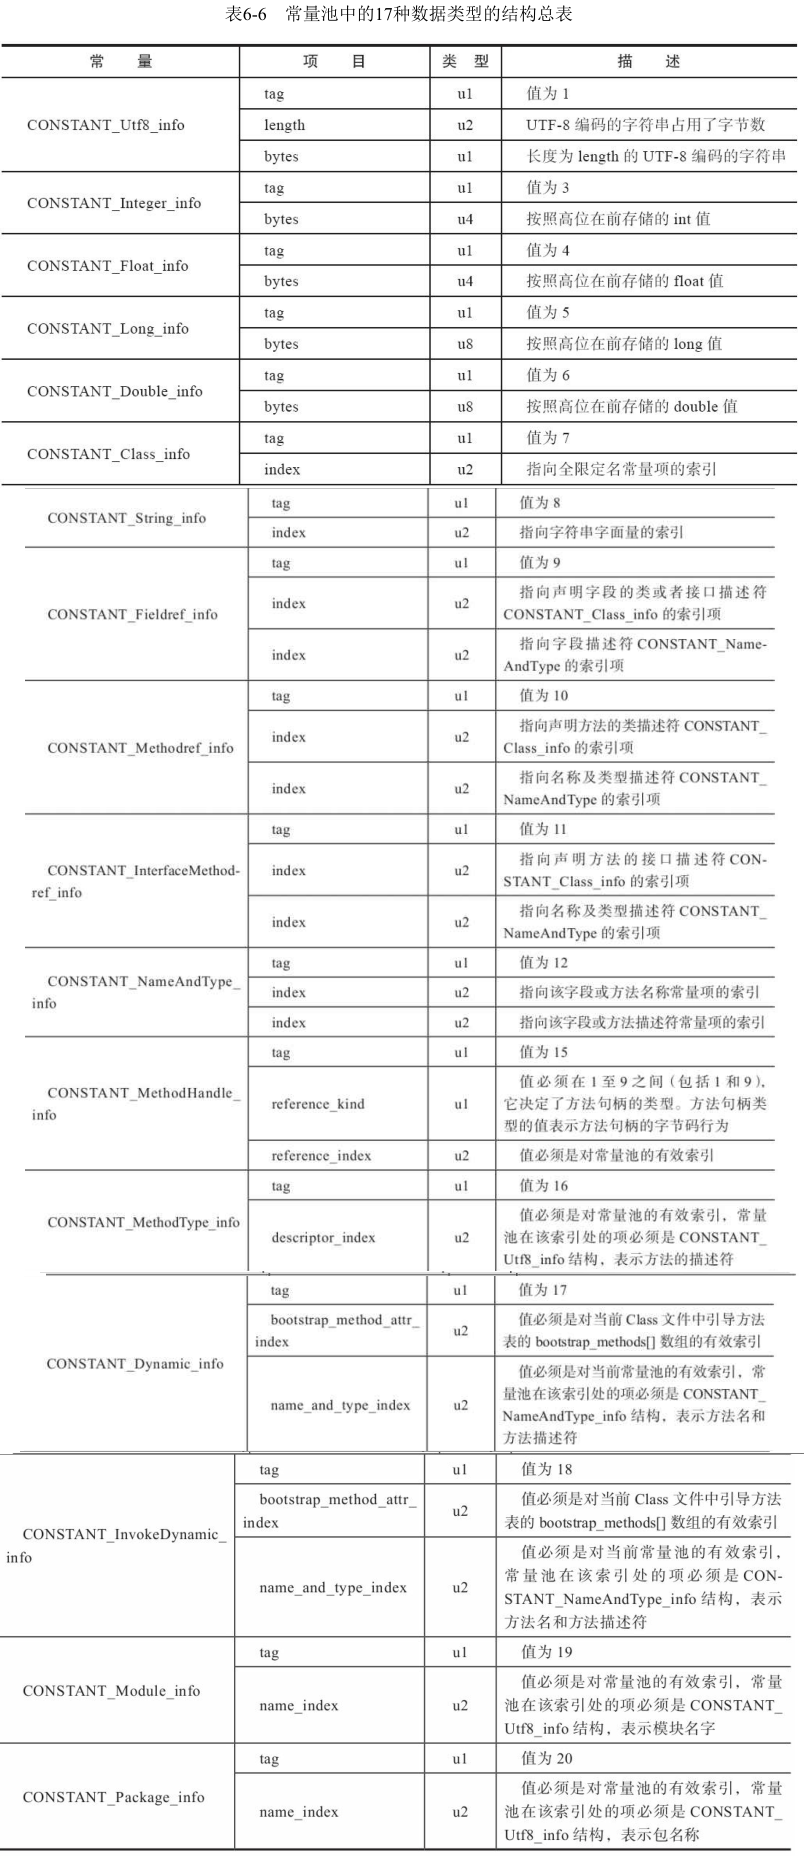 表6-6 常量池中的17种数据类型的结构总表
常 量 项 目 类 型 描 述
tag u1 值为 1
CONSTANT_Utf8_info length u2 UTF-8 编码的字符串占用了字节数
bytes u1 长度为 length 的 UTF-8 编码的字符串
CONSTANT_Integer_info tag u1 值为 3
bytes u4 按照高位在前存储的 int 值
CONSTANT_Float_info tag u1 值为 4
bytes u4 按照高位在前存储的 float 值
CONSTANT_Long_info tag u1 值为 5
bytes u8 按照高位在前存储的 long 值
CONSTANT_Double_info tag u1 值为 6
bytes u8 按照高位在前存储的 double 值
CONSTANT_Class_info tag u1 值为 7
index u2 指向全限定名常量项的索引
CONSTANT_String_info tag u1 值为 8
index u2 指向字符串字面量的索引
CONSTANT_Fieldref_info tag u1 值为 9
index u2 指向声明字段的类或者接口描述符
CONSTANT_Class_info 的索引项
index u2 指向字段描述符 CONSTANT_Name-
AndType 的索引项
CONSTANT_Methodref_info tag u1 值为 10
index u2 指向声明方法的类描述符 CONSTANT_
Class_info 的索引项
index u2 指向名称及类型描述符 CONSTANT_
NameAndType 的索引项
CONSTANT_InterfaceMethod-
ref_info
tag u1 值为 11
index u2 指向声明方法的接口描述符 CON-
STANT_Class_info 的索引项
index u2 指向名称及类型描述符 CONSTANT_
NameAndType 的索引项
CONSTANT_NameAndType_
info
tag u1 值为 12
index u2 指向该字段或方法名称常量项的索引
index u2 指向该字段或方法描述符常量项的索引
CONSTANT_MethodHandle_
info
tag u1 值为 15
reference_kind u1 值必须在 1 至 9 之间（包括 1 和 9），
它决定了方法句柄的类型。方法句柄类
型的值表示方法句柄的字节码行为
reference_index u2 值必须是对常量池的有效索引
CONSTANT_MethodType_info tag u1 值为 16
descriptor_index u2 值必须是对常量池的有效索引，常量
池在该索引处的项必须是 CONSTANT_
Utf8_info 结构，表示方法的描述符
CONSTANT_Dynamic_info tag u1 值为 17
bootstrap_method_attr_
index
u2 值必须是对当前 Class 文件中引导方法
表的 bootstrap_methods[] 数组的有效索引
name_and_type_index u2 值必须是对当前常量池的有效索引，常
量池在该索引处的项必须是 CONSTANT_
NameAndType_info 结构，表示方法名和
方法描述符
CONSTANT_InvokeDynamic_
info
tag u1 值为 18
bootstrap_method_attr_
index
u2 值必须是对当前 Class 文件中引导方法
表的 bootstrap_methods[] 数组的有效索引
name_and_type_index u2 值必须是对当前常量池的有效索引，
常量池在该索引处的项必须是 CON-
STANT_NameAndType_info 结构，表示
方法名和方法描述符
CONSTANT_Module_info tag u1 值为 19
name_index u2 值必须是对常量池的有效索引，常量
池在该索引处的项必须是 CONSTANT_
Utf8_info 结构，表示模块名字
CONSTANT_Package_info tag u1 值为 20
name_index u2 值必须是对常量池的有效索引，常量
池在该索引处的项必须是 CONSTANT_
Utf8_info 结构，表示包名称